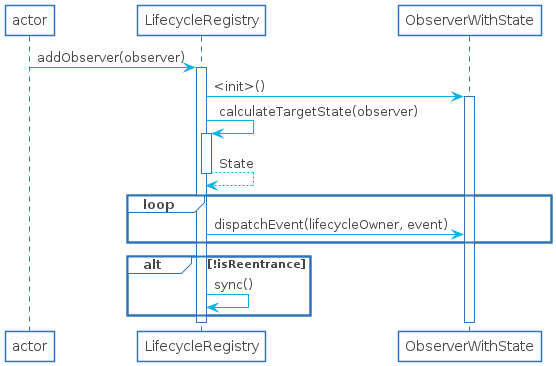 actor
LifecycleRegistry
ObserverWithState
addObserver(observer)
<init>()
calculateTargetState(observer)
State
loop
dispatchEvent(lifecycleOwner, event)
alt [!isReentrance]
sync()
actor
LifecycleRegistry
ObserverWithState